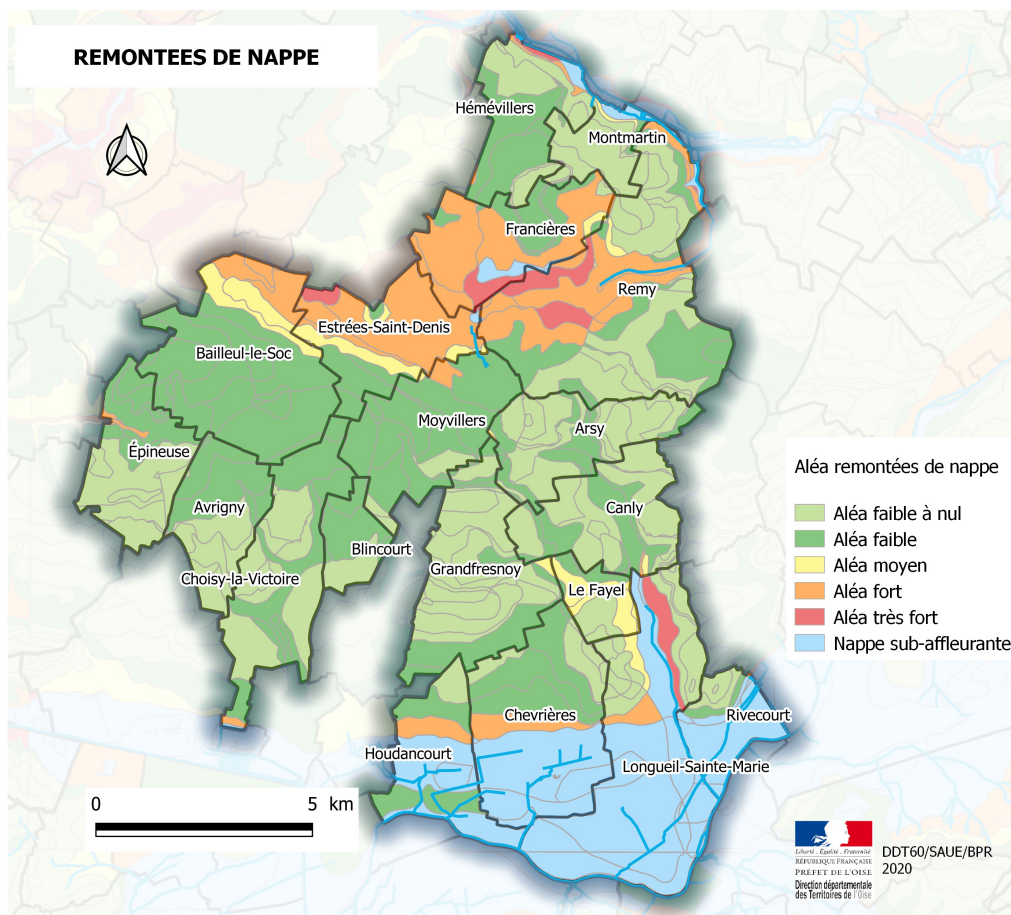 REMONTEES DE NAPPE
Hémévillers
Montmartin
Francières
Remy
Estrées-Saint-Denis
Bailleul-le-Soc
Moyvillers
Arsy
Épineuse
Avrigny
Canly
Blincourt
Grandfresnoy
Choisy-la-Victoire
Le Fayel
Chevrières
Rivecourt
Houdancourt
Longueil-Sainte-Marie
Aléa remontées de nappe
Aléa faible à nul
Aléa faible
Aléa moyen
Aléa fort
Aléa très fort
Nappe sub-affleurante
0 5 km
Liberté . Égalité . Fraternité
RÉPUBLIQUE FRANÇAISE
PRÉFET DE L'OISE
Direction départementale
des Territoires de l'Oise
DDT60/SAUE/BPR
2020